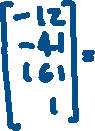 [-12
-41
161
1] =